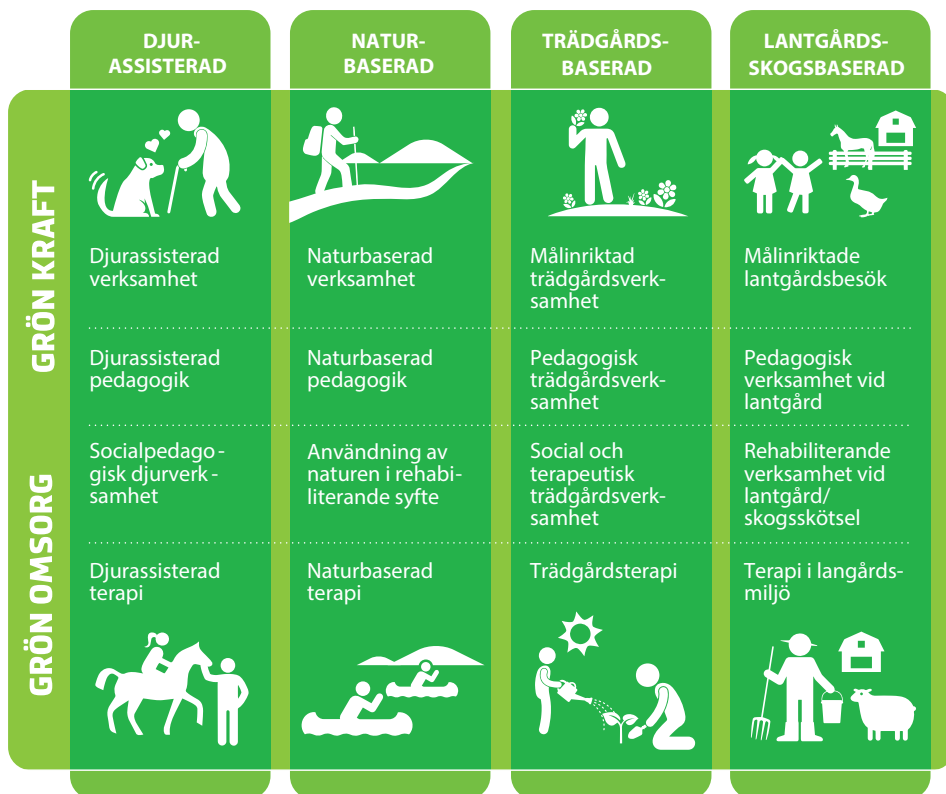 DJUR-
ASSISTERAD
NATUR-
BASERAD
TRÄDGÅRDS-
BASERAD
LANTGÅRDS-
SKOGSBASERAD
GRÖN KRAFT
Djurassisterad
verksamhet
Naturbaserad
verksamhet
Målinriktad
trädgårdsverk-
samhet
Målinriktade
lantgårdsbesök
Djurassisterad
pedagogik
Naturbaserad
pedagogik
Pedagogisk
trädgårdsverk-
samhet
Pedagogisk
verksamhet vid
lantgård
GRÖN OMSORG
Socialpedago-
gisk djurverk-
samhet
Användning av
naturen i rehabi-
literande syfte
Social och
terapeutisk
trädgårdsverk-
samhet
Rehabiliterande
verksamhet vid
lantgård/
skogsskötsel
Djurassisterad
terapi
Naturbaserad
terapi
Trädgårdsterapi
Terapi i langårds-
miljö